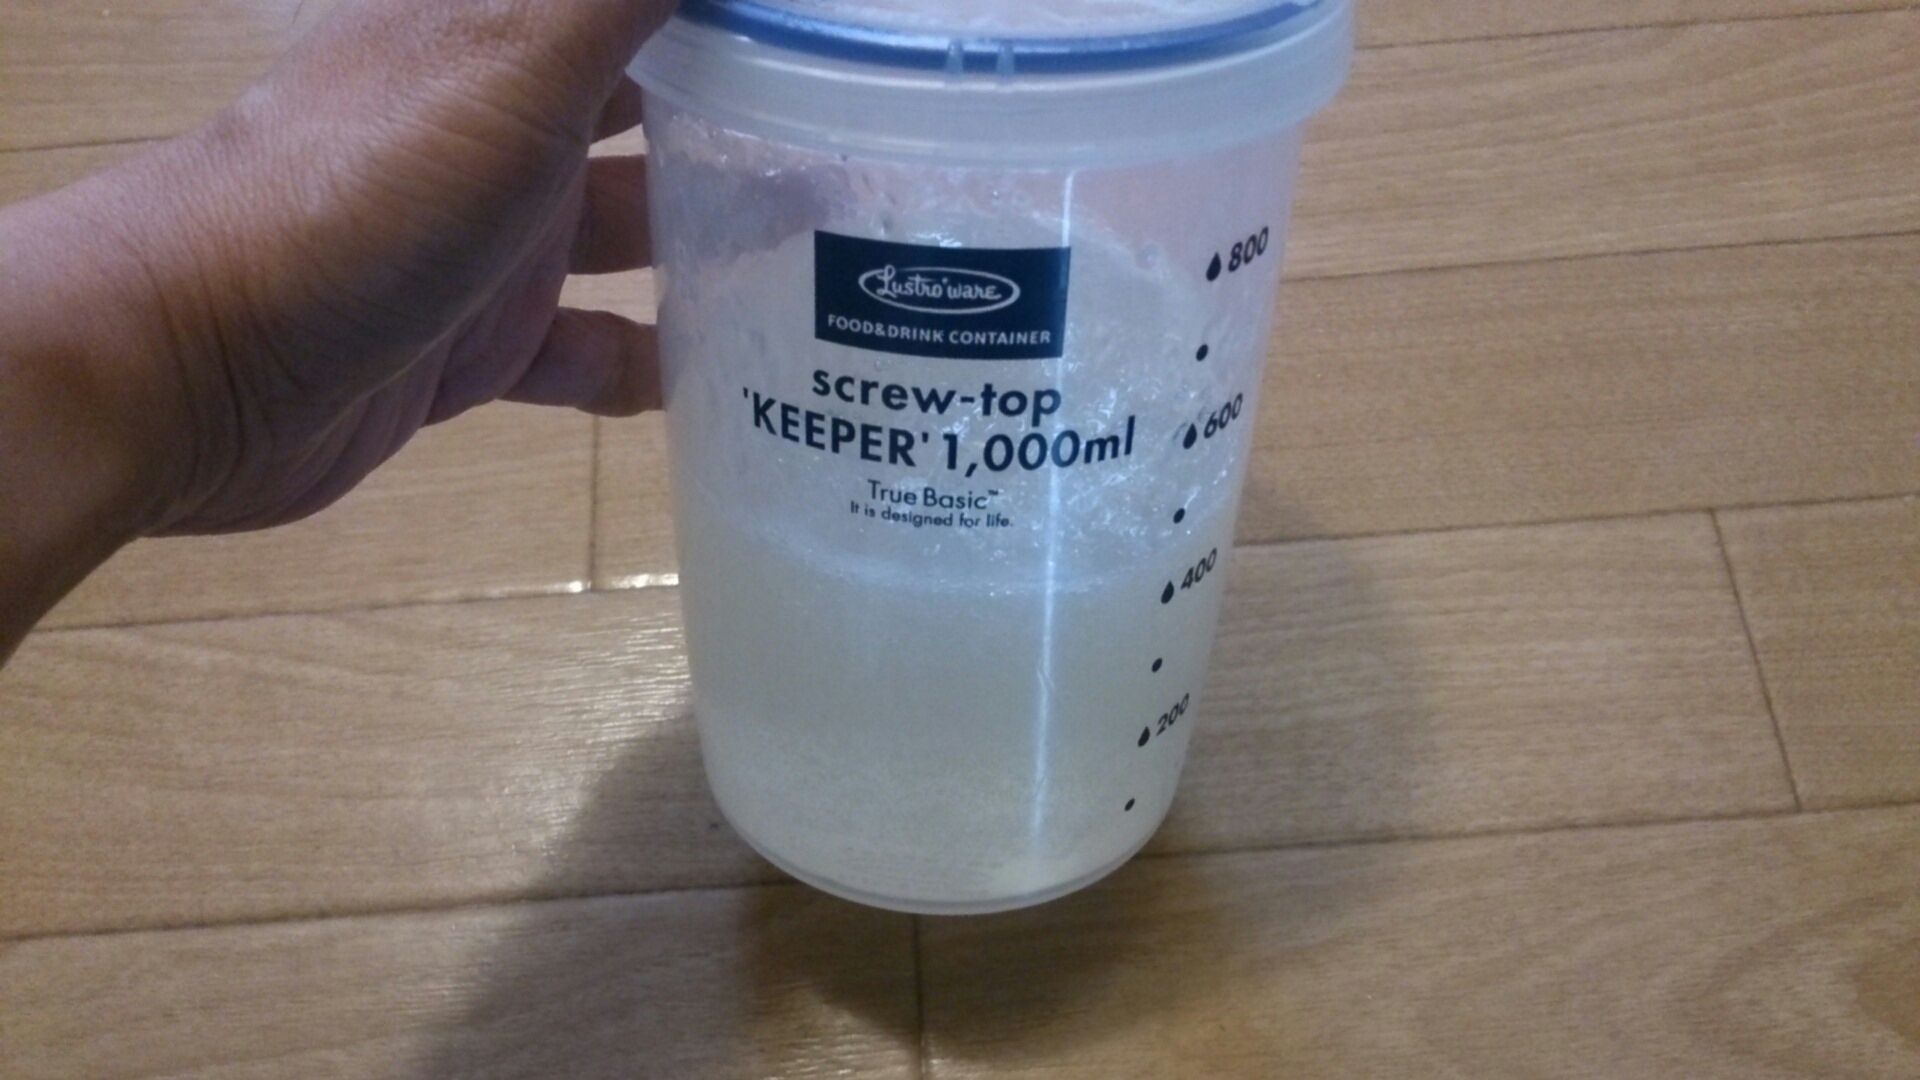 Lustro ware
FOOD&DRINK CONTAINER
screw-top
'KEEPER' 1,000ml
True Basic™
It is designed for life.
800
600
400
200